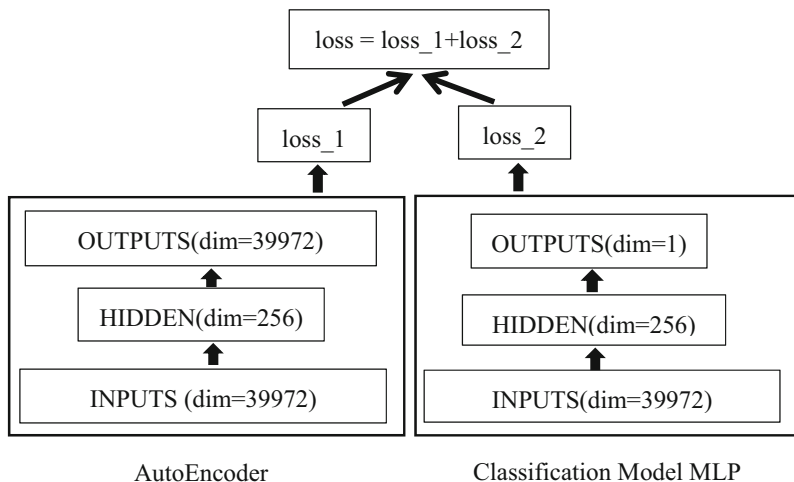 loss = loss_1+loss_2
loss_1
loss_2
OUTPUTS(dim=39972)
HIDDEN(dim=256)
INPUTS (dim=39972)
AutoEncoder
OUTPUTS(dim=1)
HIDDEN(dim=256)
INPUTS(dim=39972)
Classification Model MLP